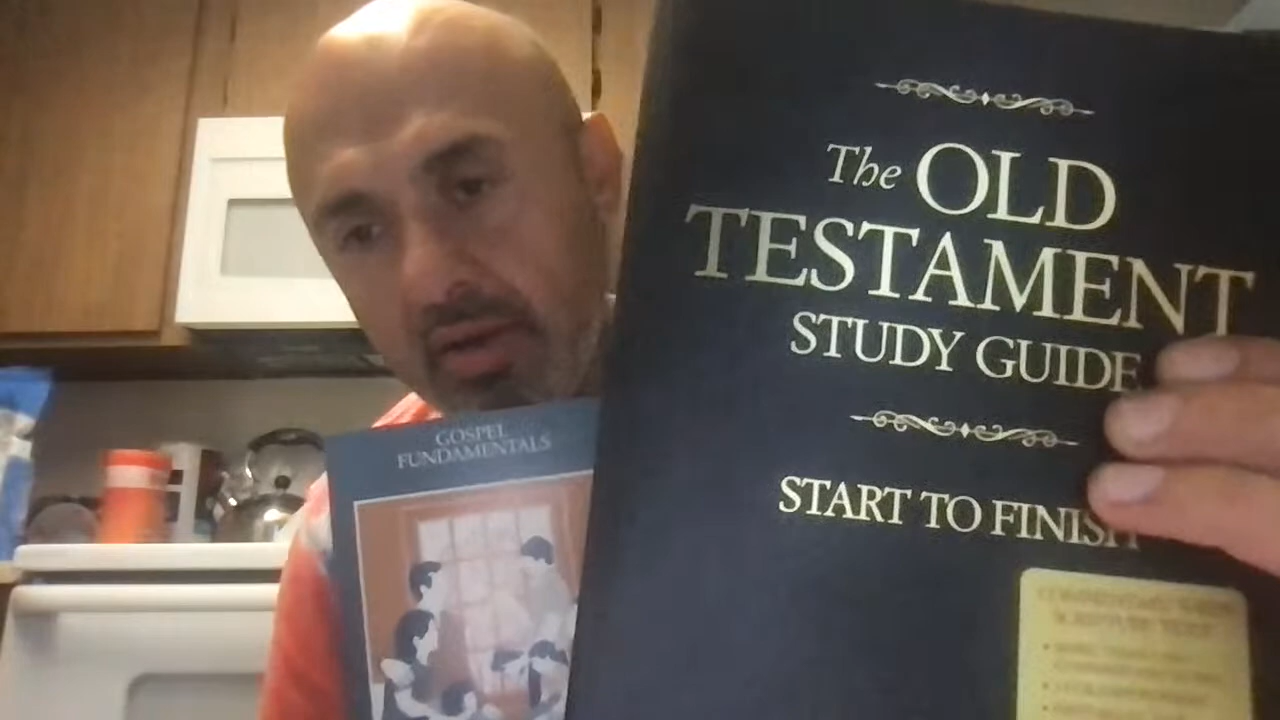 The OLD
TESTAMENT
STUDY GUIDE
START TO FINISH
GOSPEL
FUNDAMENTALS